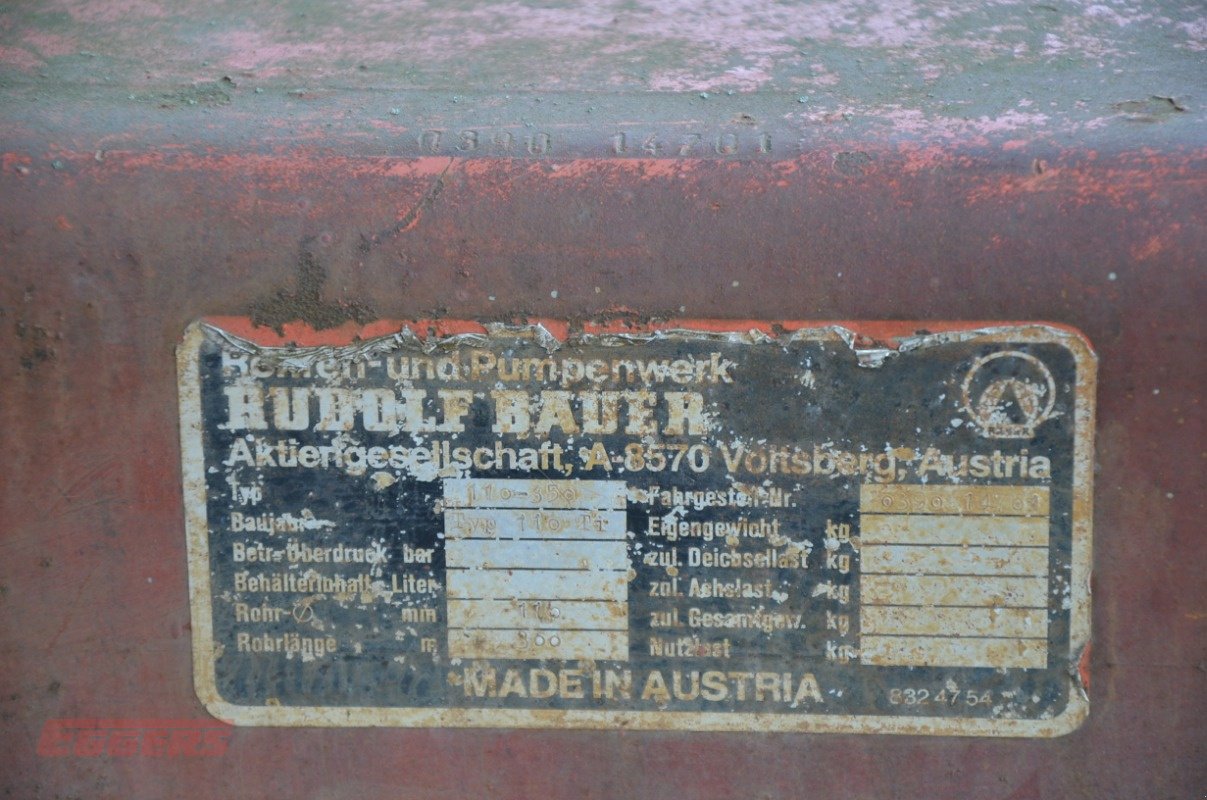 0390 14701
Röhren-und Pumpenwerk
RUDOLF BAUER
Aktiengesellschaft, A-8570 Voitsberg, Austria
Typ 110-350 Fahrgestell-Nr.
Baujahr Typ 110 Eigengewicht kg
Betr.-Überdruck bar zul. Deichsellast kg
Behälterinhalt Liter zul. Achslast kg
Rohr-Ø mm 110 zul. Gesamtgew. kg
Rohrlänge m 300 Nutzlast kg
MADE IN AUSTRIA 832 47 54
EGGERS